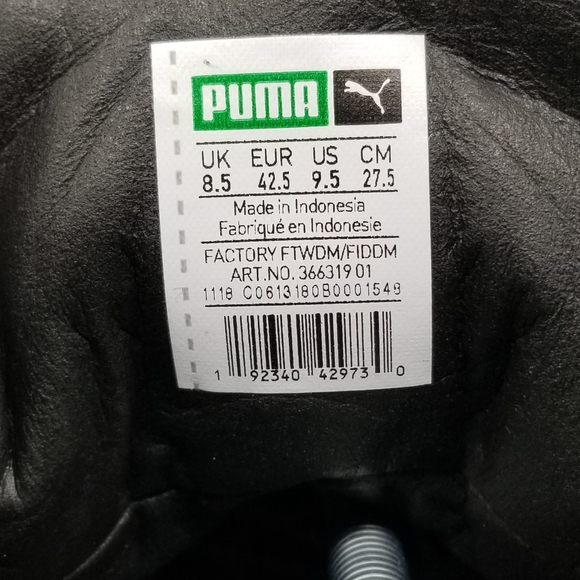 PUMA
UK EUR US CM
8.5 42.5 9.5 27.5
Made in Indonesia
Fabriqué en Indonesie
FACTORY FTWDM/FIDDM
ART.NO. 366319 01
1118 C0613180B0001548
1 92340 42973 0